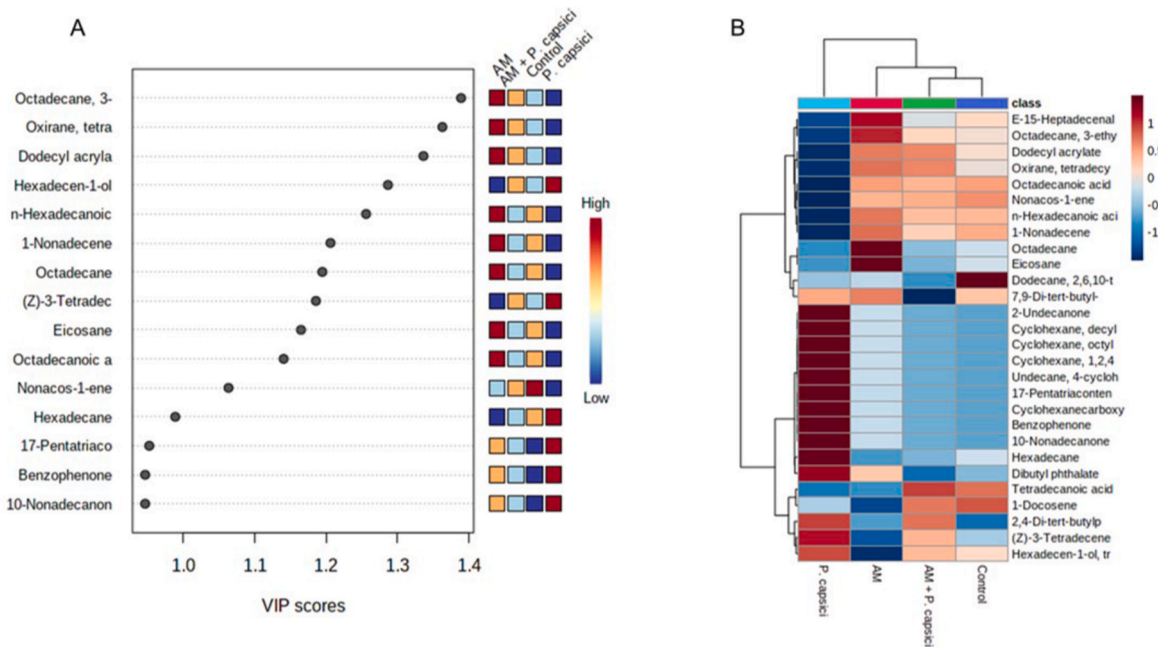 A
AM
AM + P. capsici
Control
P. capsici
Octadecane, 3-
Oxirane, tetra
Dodecyl acryla
Hexadecen-1-ol
n-Hexadecanoic
1-Nonadecene
Octadecane
(Z)-3-Tetradec
Eicosane
Octadecanoic a
Nonacos-1-ene
Hexadecane
17-Pentatriaco
Benzophenone
10-Nonadecanon
High
Low
1.0 1.1 1.2 1.3 1.4
VIP scores
B
class
E-15-Heptadecenal
Octadecane, 3-ethy
Dodecyl acrylate
Oxirane, tetradecy
Octadecanoic acid
Nonacos-1-ene
n-Hexadecanoic aci
1-Nonadecene
Octadecane
Eicosane
Dodecane, 2,6,10-t
7,9-Di-tert-butyl-
2-Undecanone
Cyclohexane, decyl
Cyclohexane, octyl
Cyclohexane, 1,2,4
Undecane, 4-cycloh
17-Pentatriaconten
Cyclohexanecarboxy
Benzophenone
10-Nonadecanone
Hexadecane
Dibutyl phthalate
Tetradecanoic acid
1-Docosene
2,4-Di-tert-butylp
(Z)-3-Tetradecene
Hexadecen-1-ol, tr
1
0.5
0
-0
-1
P. capsici
AM
AM + P. capsici
Control